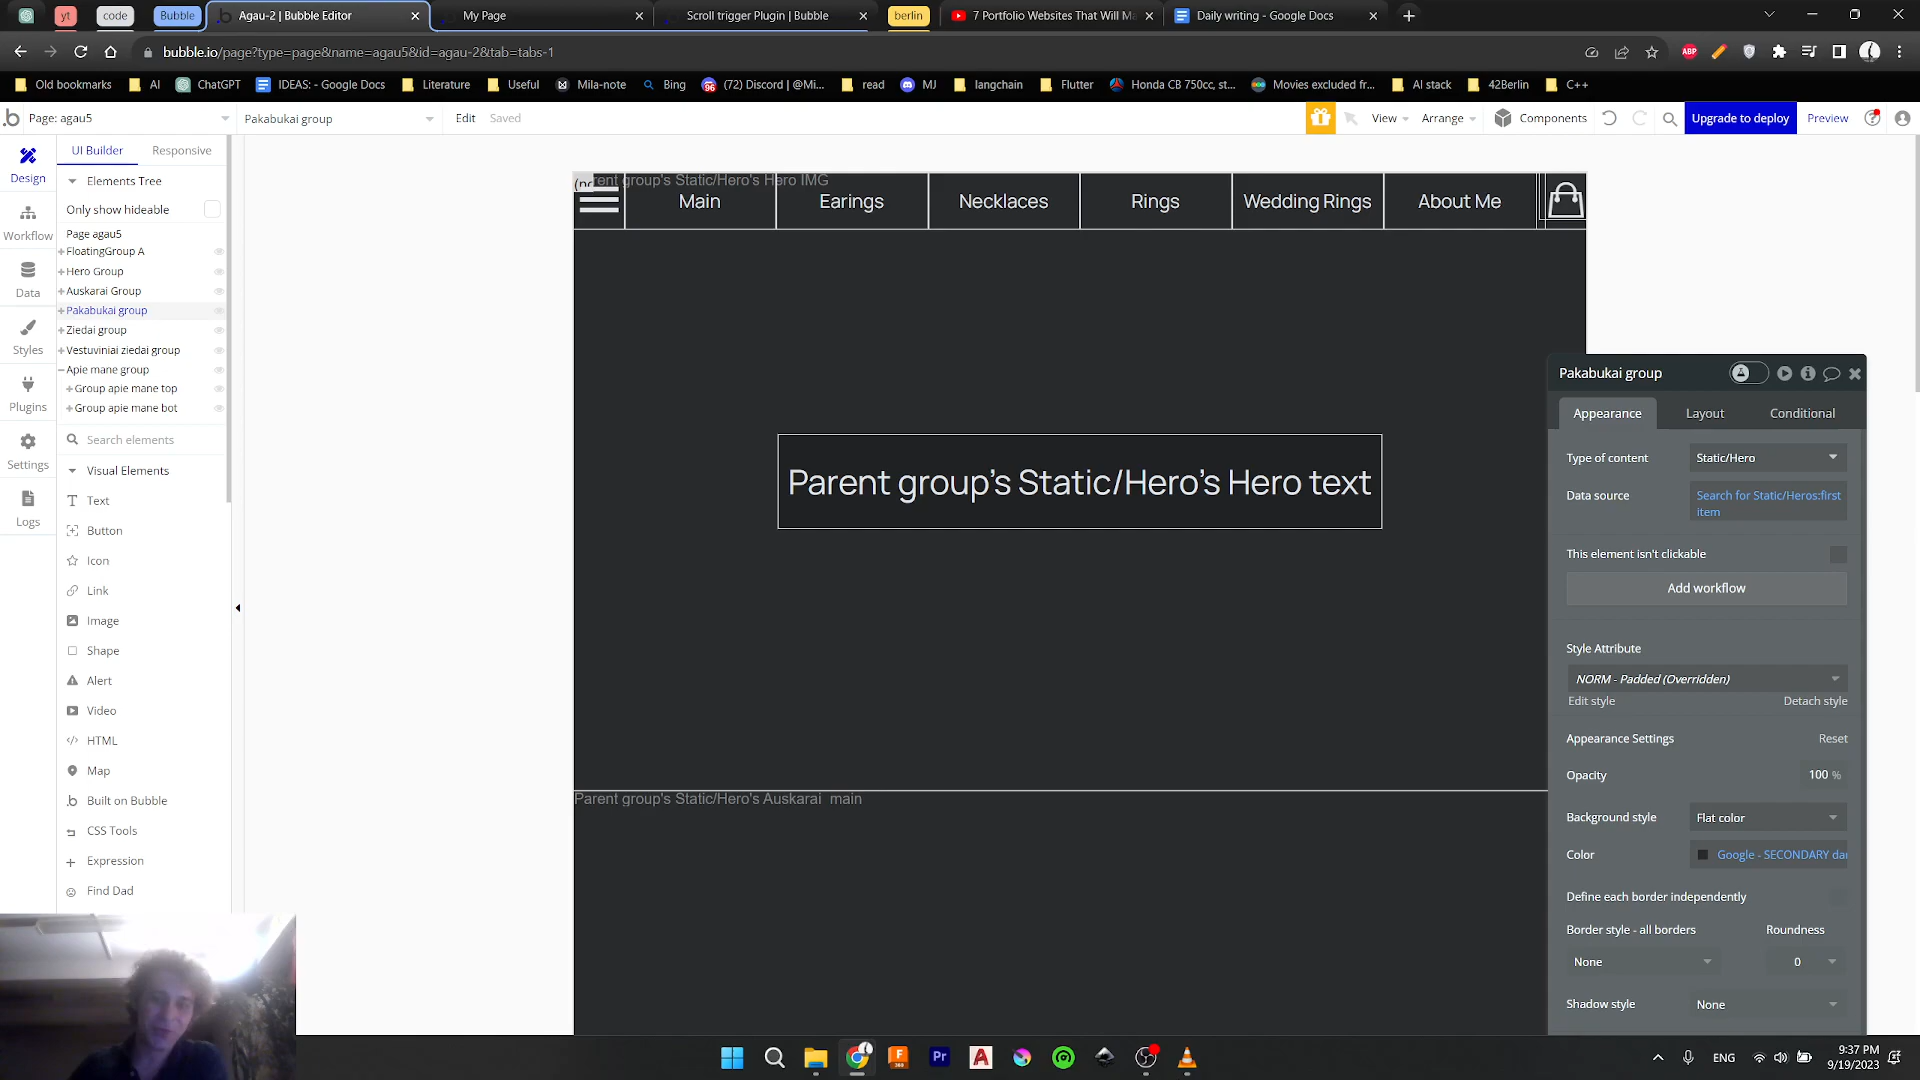 yt
code
Bubble
Agau-2 | Bubble Editor
My Page
Scroll trigger Plugin | Bubble
berlin
7 Portfolio Websites That Will Ma
Daily writing - Google Docs
bubble.io/page?type=page&name=agau5&id=agau-2&tab=tabs-1
Old bookmarks
AI
ChatGPT
IDEAS: - Google Docs
Literature
Useful
Mila-note
Bing
(72) Discord | @Mi...
read
MJ
langchain
Flutter
Honda CB 750cc, st...
Movies excluded fr...
AI stack
42Berlin
C++
Page: agau5
Pakabukai group
Edit
Saved
View
Arrange
Components
Upgrade to deploy
Preview
Design
Workflow
Data
Styles
Plugins
Settings
Logs
UI Builder
Responsive
Elements Tree
Only show hideable
Page agau5
FloatingGroup A
Hero Group
Auskarai Group
Pakabukai group
Ziedai group
Vestuviniai ziedai group
Apie mane group
Group apie mane top
Group apie mane bot
Search elements
Visual Elements
Text
Button
Icon
Link
Image
Shape
Alert
Video
HTML
Map
Built on Bubble
CSS Tools
Expression
Find Dad
rent group's Static/Hero's Hero IMG
Main
Earings
Necklaces
Rings
Wedding Rings
About Me
Parent group's Static/Hero's Hero text
Parent group's Static/Hero's Auskarai main
Pakabukai group
Appearance
Layout
Conditional
Type of content
Static/Hero
Data source
Search for Static/Heros:first
item
This element isn't clickable
Add workflow
Style Attribute
NORM - Padded (Overridden)
Edit style
Detach style
Appearance Settings
Reset
Opacity
100 %
Background style
Flat color
Color
Google - SECONDARY da
Define each border independently
Border style - all borders
Roundness
None
0
Shadow style
None
ENG
9:37 PM
9/19/2023